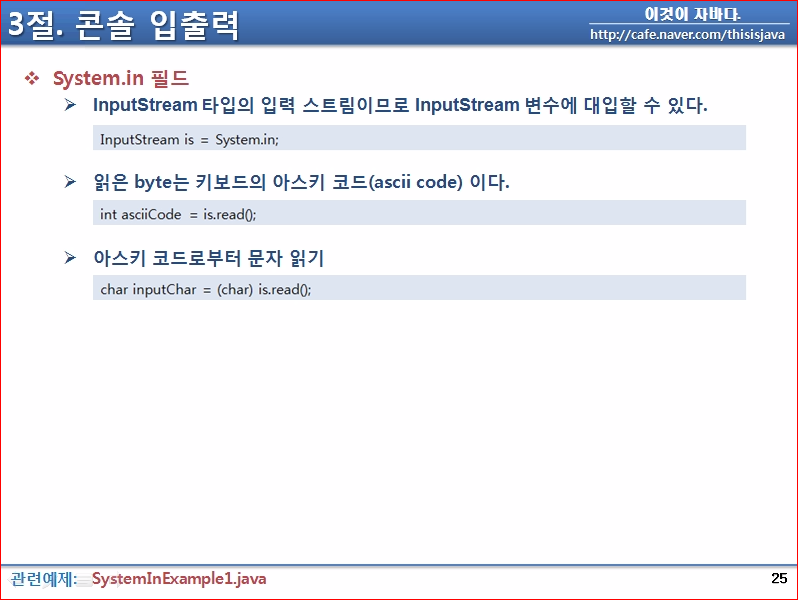 3절. 콘솔 입출력
이것이 자바다.
http://cafe.naver.com/thisisjava
System.in 필드
InputStream 타입의 입력 스트림이므로 InputStream 변수에 대입할 수 있다.
InputStream is = System.in;
읽은 byte는 키보드의 아스키 코드(ascii code) 이다.
int asciiCode = is.read();
아스키 코드로부터 문자 읽기
char inputChar = (char) is.read();
관련예제: SystemInExample1.java
25